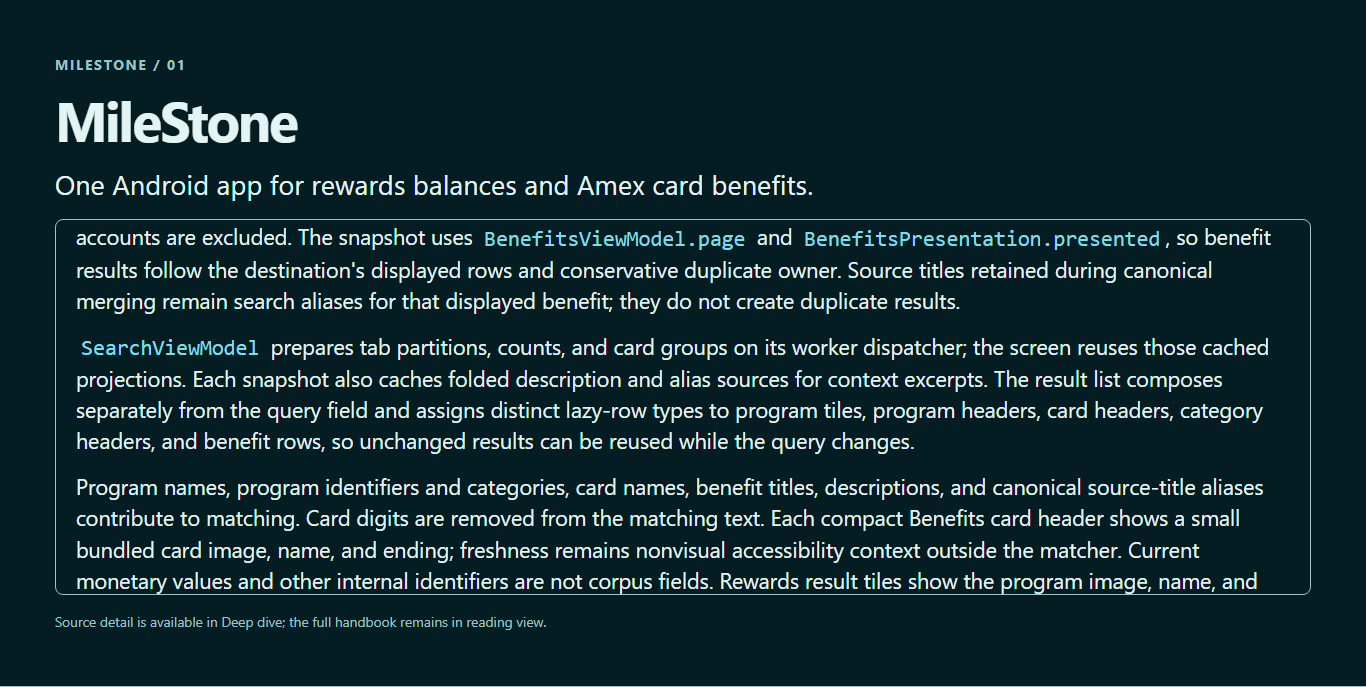 MILESTONE / 01
MileStone
One Android app for rewards balances and Amex card benefits.
accounts are excluded. The snapshot uses BenefitsViewModel.page and BenefitsPresentation.presented, so benefit
results follow the destination's displayed rows and conservative duplicate owner. Source titles retained during canonical
merging remain search aliases for that displayed benefit; they do not create duplicate results.
SearchViewModel prepares tab partitions, counts, and card groups on its worker dispatcher; the screen reuses those cached
projections. Each snapshot also caches folded description and alias sources for context excerpts. The result list composes
separately from the query field and assigns distinct lazy-row types to program tiles, program headers, card headers, category
headers, and benefit rows, so unchanged results can be reused while the query changes.
Program names, program identifiers and categories, card names, benefit titles, descriptions, and canonical source-title aliases
contribute to matching. Card digits are removed from the matching text. Each compact Benefits card header shows a small
bundled card image, name, and ending; freshness remains nonvisual accessibility context outside the matcher. Current
monetary values and other internal identifiers are not corpus fields. Rewards result tiles show the program image, name, and
Source detail is available in Deep dive; the full handbook remains in reading view.